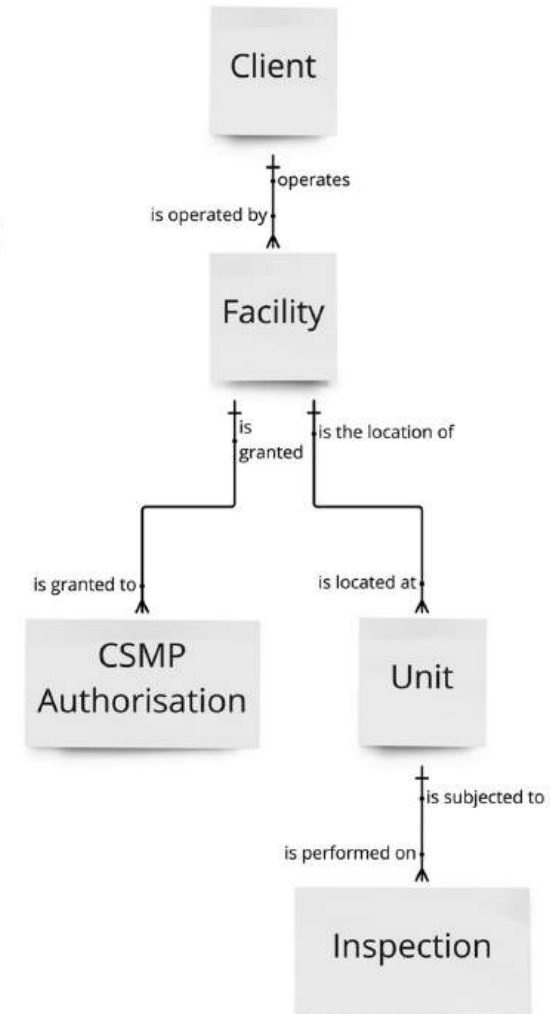 Client
operates
is operated by
Facility
is
granted
is the location of
is granted to
is located at
CSMP
Authorisation
Unit
is subjected to
is performed on
Inspection